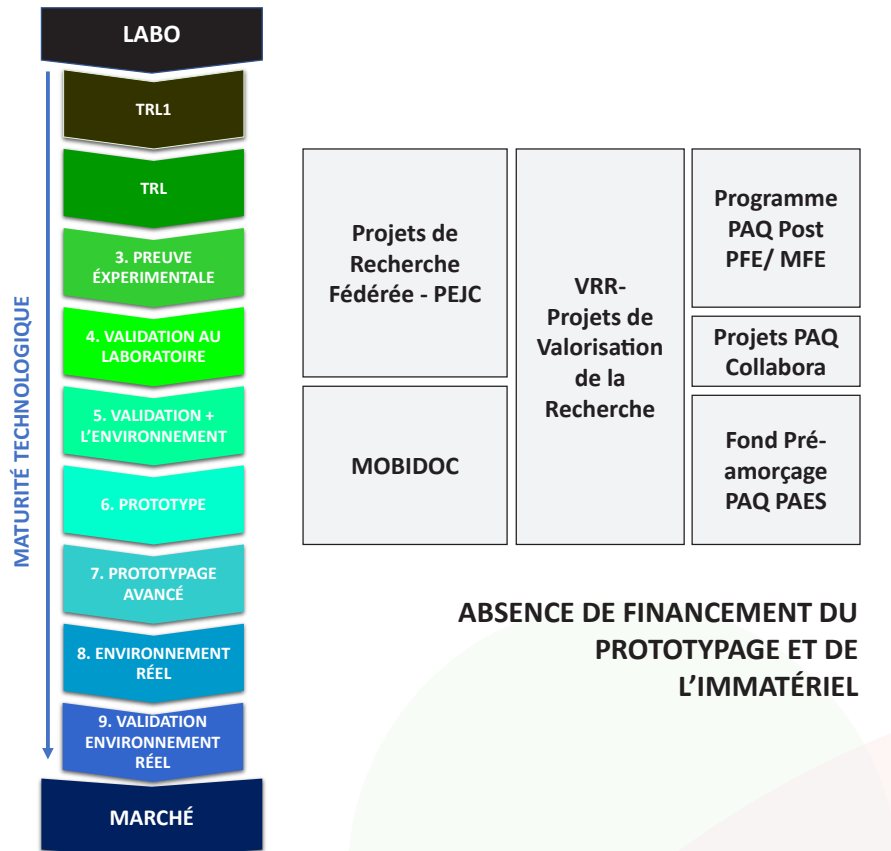 LABO
TRL1
TRL
3. PREUVE
ÉXPERIMENTALE
4. VALIDATION AU
LABORATOIRE
5. VALIDATION +
L'ENVIRONNEMENT
6. PROTOTYPE
7. PROTOTYPAGE
AVANCÉ
8. ENVIRONNEMENT
RÉEL
9. VALIDATION
ENVIRONNEMENT
RÉEL
MARCHÉ
MATURITÉ TECHNOLOGIQUE
Projets de
Recherche
Fédérée - PEJC
MOBIDOC
VRR-
Projets de
Valorisation
de la
Recherche
Programme
PAQ Post
PFE/ MFE
Projets PAQ
Collabora
Fond Pré-
amorçage
PAQ PAES
ABSENCE DE FINANCEMENT DU
PROTOTYPAGE ET DE
L'IMMATÉRIEL